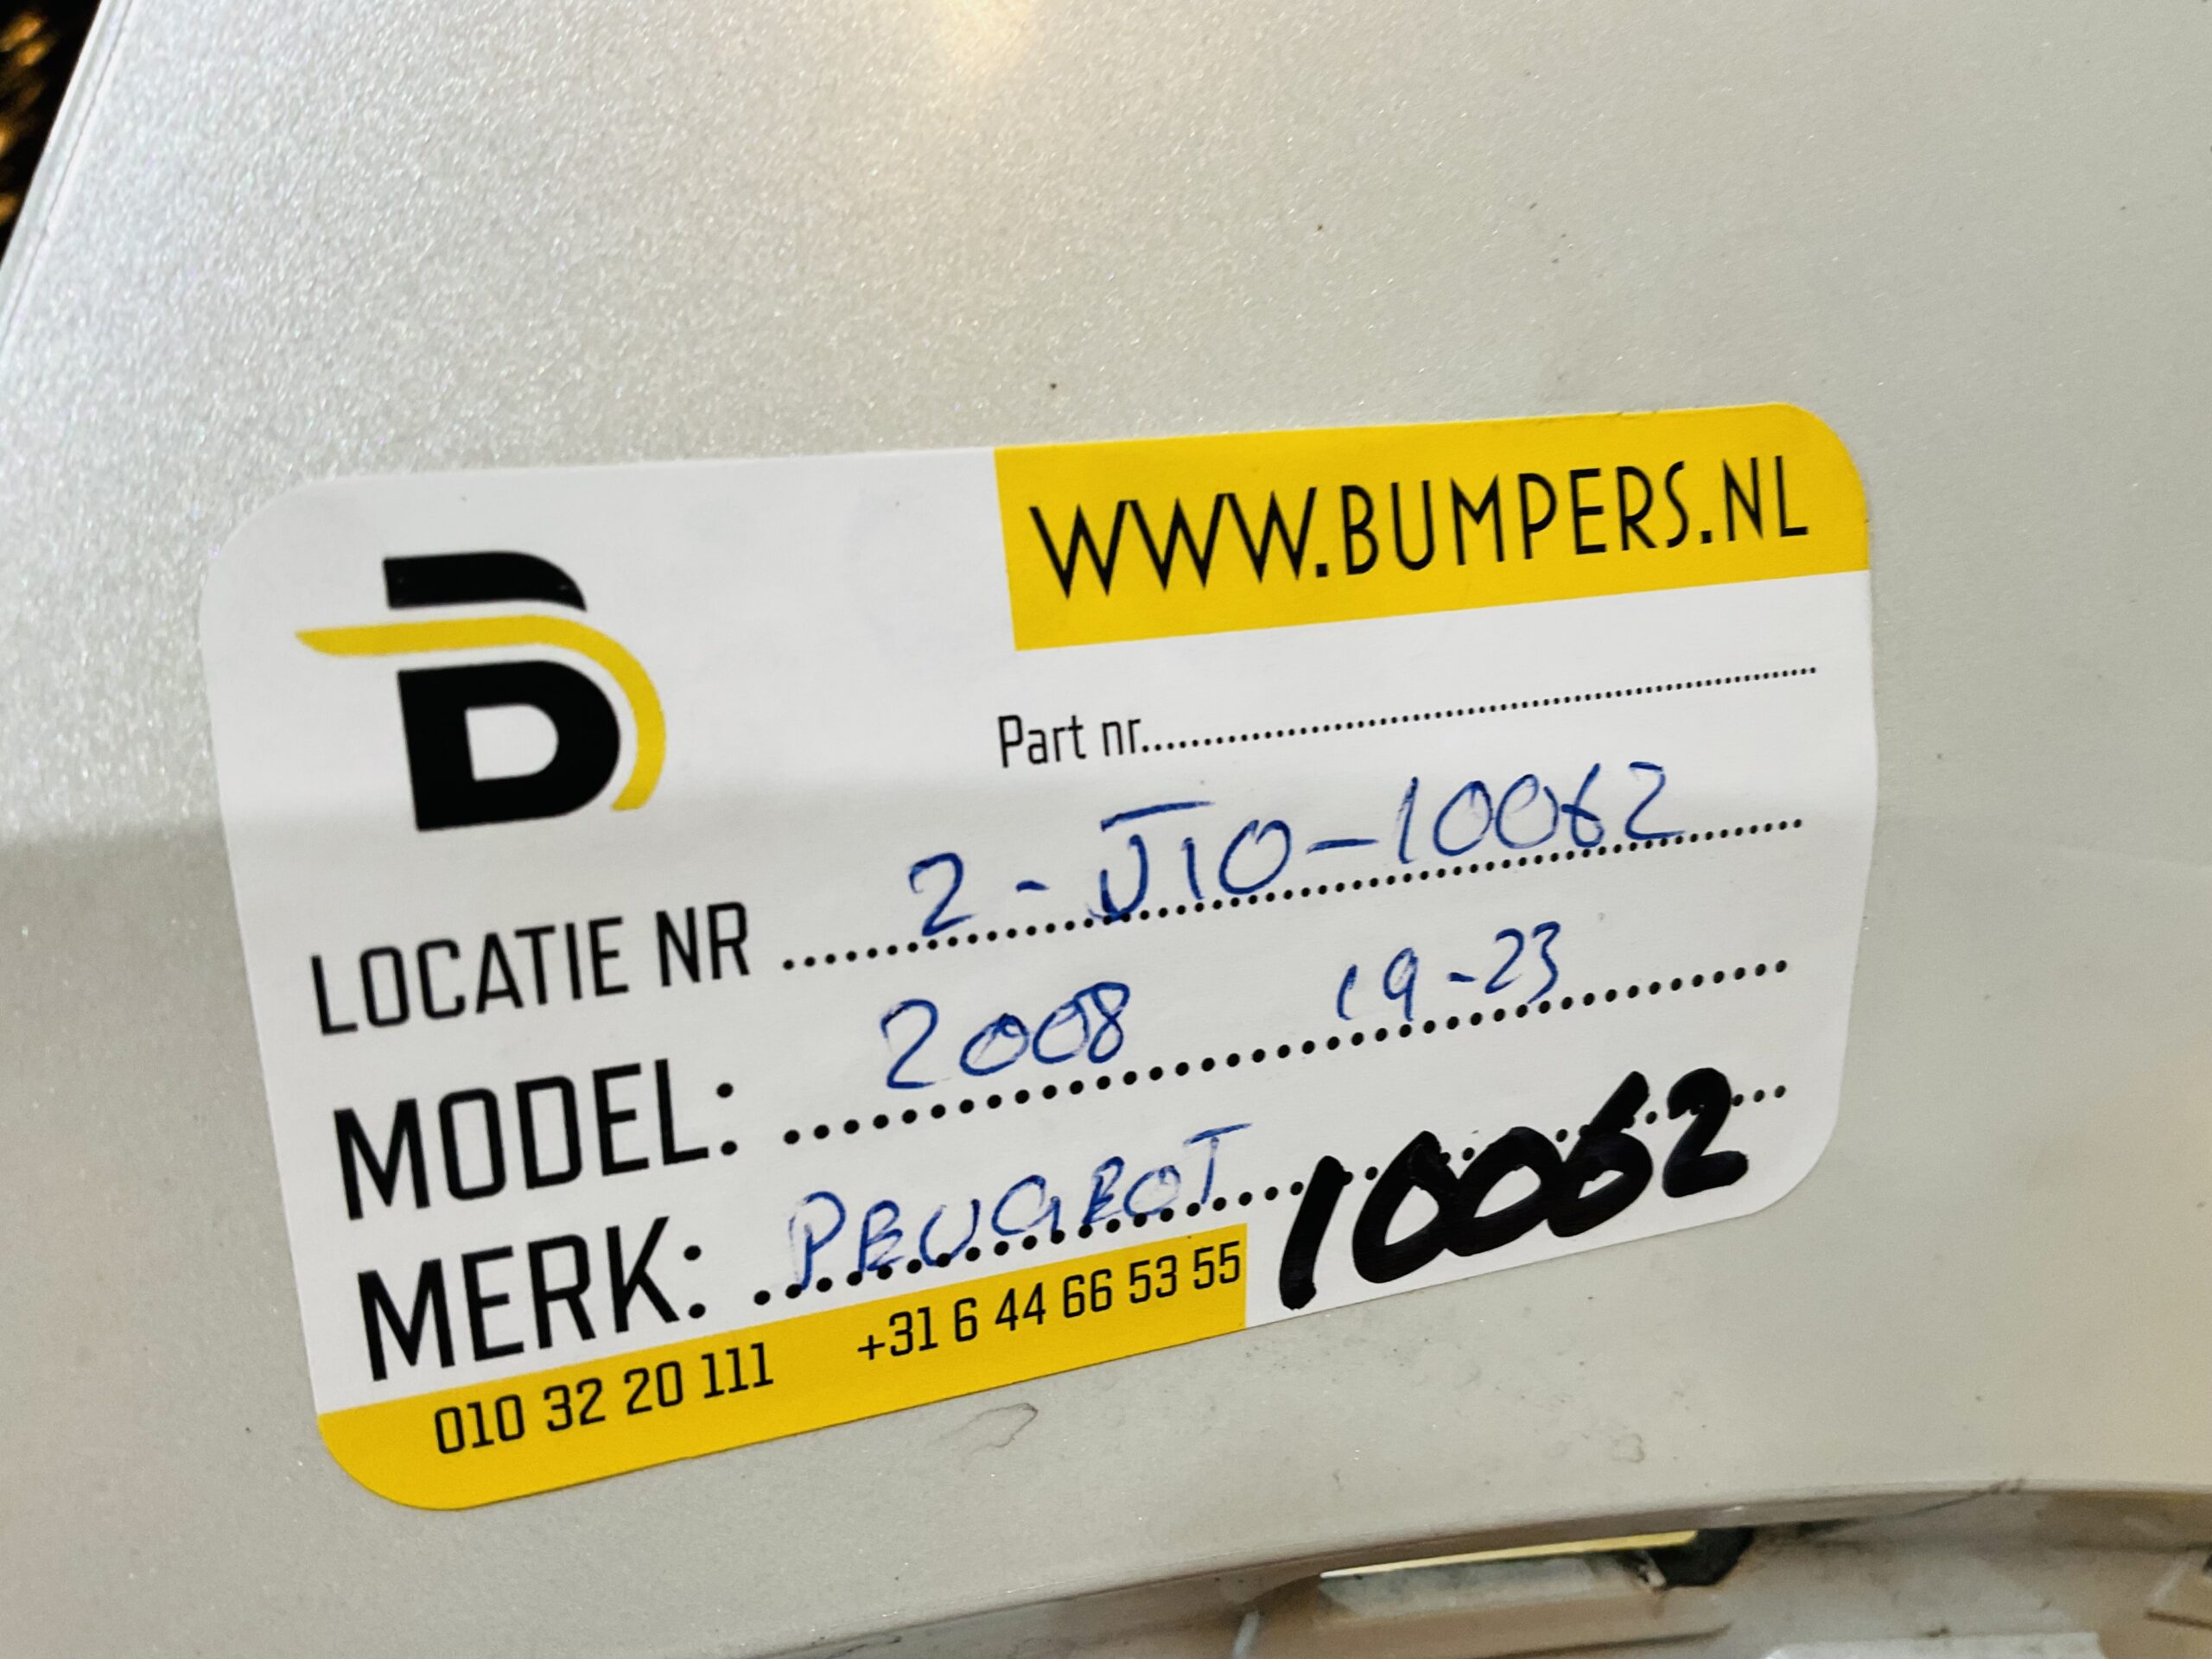 WWW.BUMPERS.NL
Part nr..............................
LOCATIE NR 2-J10-10062
MODEL: 2008 19-23
MERK: PEUGEOT 10062
010 32 20 111 +31 6 44 66 53 55